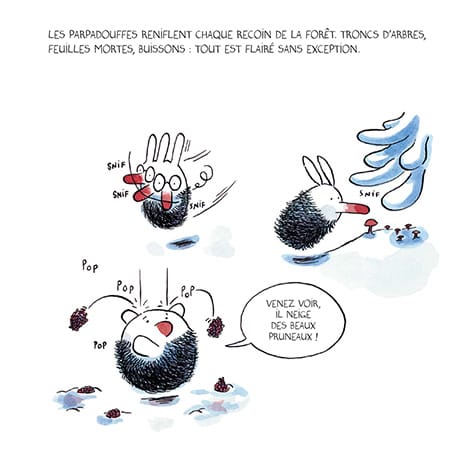 LES PARPADOUFFES RENIFLENT CHAQUE RECOIN DE LA FORÊT. TRONCS D'ARBRES,
FEUILLES MORTES, BUISSONS : TOUT EST FLAIRÉ SANS EXCEPTION.
SNIF
SNIF
SNIF
SNIF
POP
POP
POP
POP
VENEZ VOIR,
IL NEIGE
DES BEAUX
PRUNEAUX !